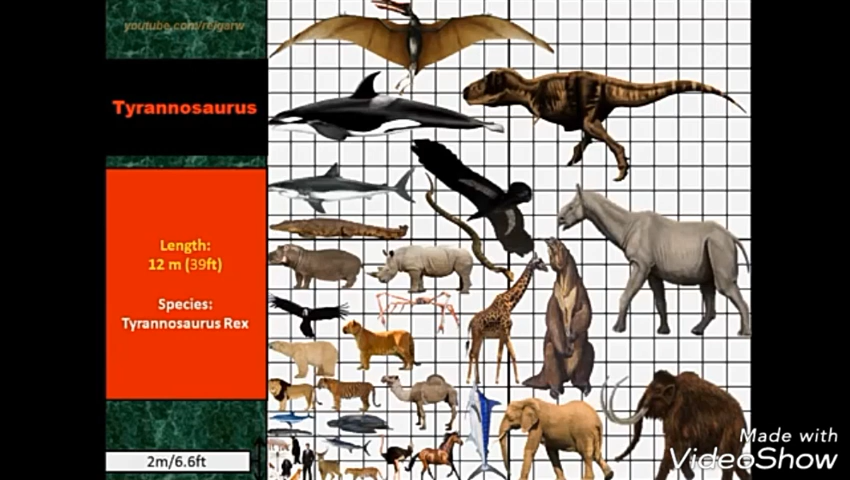 youtube.com/rejgarw
Tyrannosaurus
Length:
12 m (39ft)
Species:
Tyrannosaurus Rex
2m/6.6ft
Made with
VideoShow